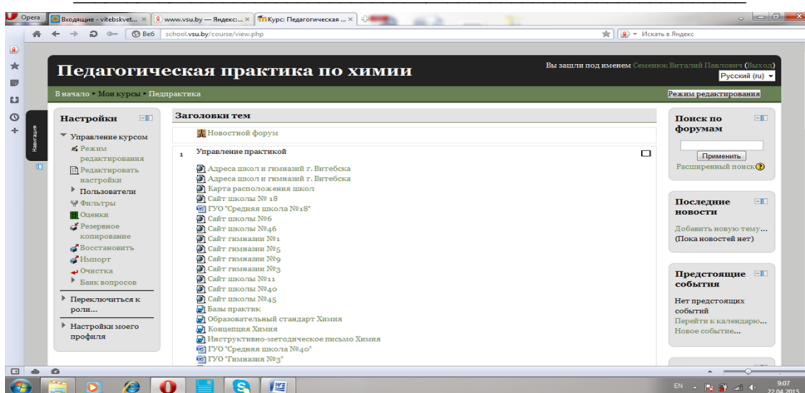 Opera
Входящие - vitebskvet...
www.vsu.by — Яндекс:...
Курс: Педагогическая ...
Веб
school.vsu.by/course/view.php
Искать в Яндекс
Педагогическая практика по химии
Вы зашли под именем Семенюк Виталий Павлович (Выход)
Русский (ru)
В начало • Мои курсы • Педпрактика
Режим редактирования
Навигация
Настройки
Управление курсом
Режим
редактирования
Редактировать
настройки
Пользователи
Фильтры
Оценки
Резервное
копирование
Восстановить
Импорт
Очистка
Банк вопросов
Переключиться к
роли...
Настройки моего
профиля
Заголовки тем
Новостной форум
1 Управление практикой
Адреса школ и гимназий г. Витебска
Адреса школ и гимназий г. Витебска
Карта расположения школ
Сайт школы № 18
ГУО "Средняя школа №18"
Сайт школы №6
Сайт школы №46
Сайт гимназии №1
Сайт гимназии №5
Сайт гимназии №9
Сайт гимназии №3
Сайт школы №11
Сайт школы №40
Сайт школы №45
Базы практик
Образовательный стандарт Химия
Концепция Химия
Инструктивно-методическое письмо Химия
ГУО "Средняя школа №40"
ГУО "Гимназия №3"
Поиск по
форумам
Применить
Расширенный поиск
Последние
новости
Добавить новую тему...
(Пока новостей нет)
Предстоящие
события
Нет предстоящих
событий
Перейти к календарю...
Новое событие...
EN
9:07
22.04.2015